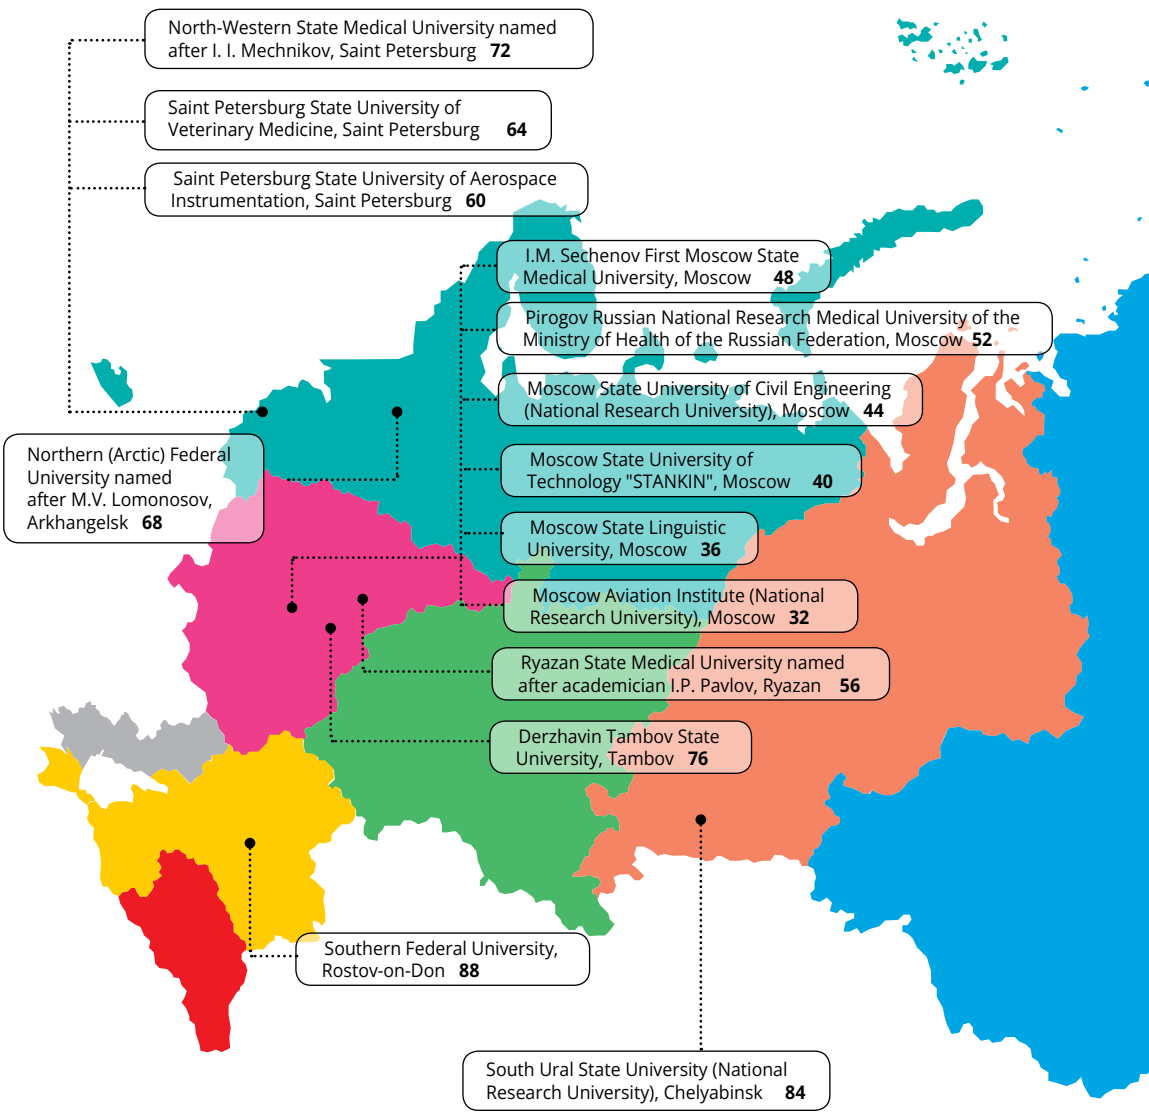 North-Western State Medical University named
after I. I. Mechnikov, Saint Petersburg 72
Saint Petersburg State University of
Veterinary Medicine, Saint Petersburg 64
Saint Petersburg State University of Aerospace
Instrumentation, Saint Petersburg 60
I.M. Sechenov First Moscow State
Medical University, Moscow 48
Pirogov Russian National Research Medical University of the
Ministry of Health of the Russian Federation, Moscow 52
Moscow State University of Civil Engineering
(National Research University), Moscow 44
Northern (Arctic) Federal
University named
after M.V. Lomonosov,
Arkhangelsk 68
Moscow State University of
Technology "STANKIN", Moscow 40
Moscow State Linguistic
University, Moscow 36
Moscow Aviation Institute (National
Research University), Moscow 32
Ryazan State Medical University named
after academician I.P. Pavlov, Ryazan 56
Derzhavin Tambov State
University, Tambov 76
Southern Federal University,
Rostov-on-Don 88
South Ural State University (National
Research University), Chelyabinsk 84